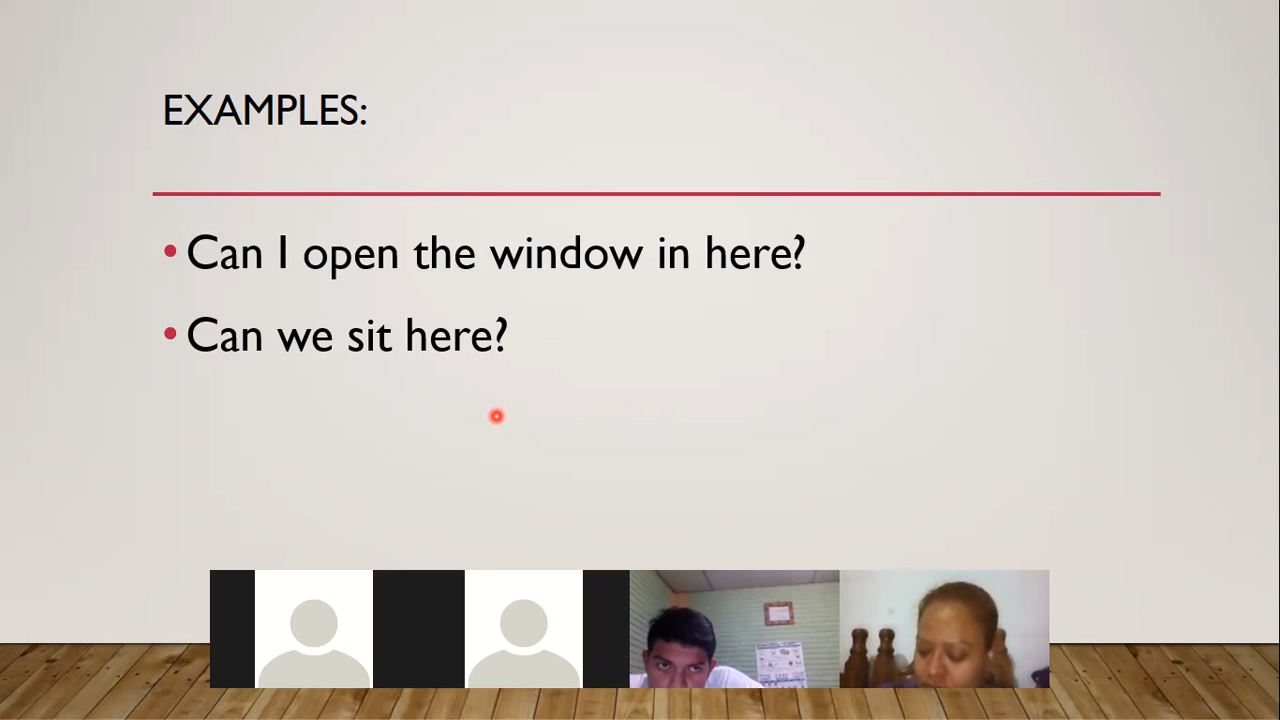 EXAMPLES:
• Can I open the window in here?
• Can we sit here?